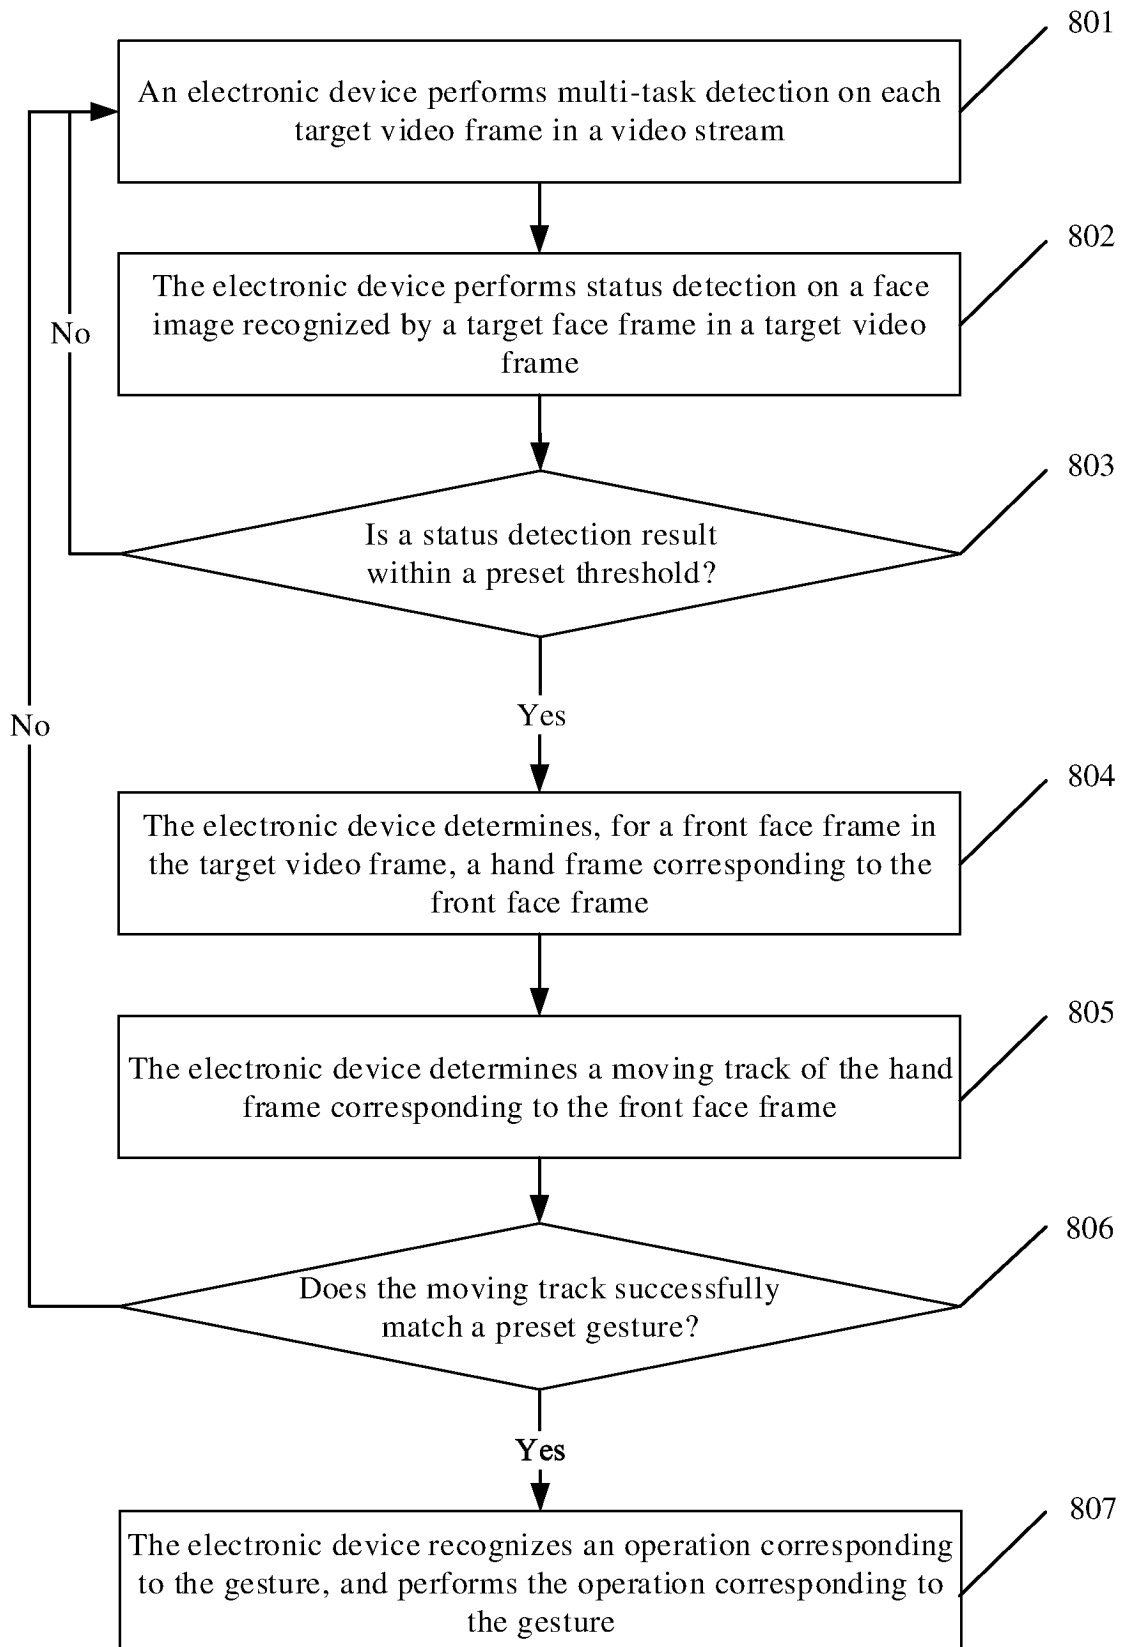 801
An electronic device performs multi-task detection on each
target video frame in a video stream
802
The electronic device performs status detection on a face
image recognized by a target face frame in a target video
frame
No
803
Is a status detection result
within a preset threshold?
Yes
No
804
The electronic device determines, for a front face frame in
the target video frame, a hand frame corresponding to the
front face frame
805
The electronic device determines a moving track of the hand
frame corresponding to the front face frame
806
Does the moving track successfully
match a preset gesture?
Yes
807
The electronic device recognizes an operation corresponding
to the gesture, and performs the operation corresponding to
the gesture